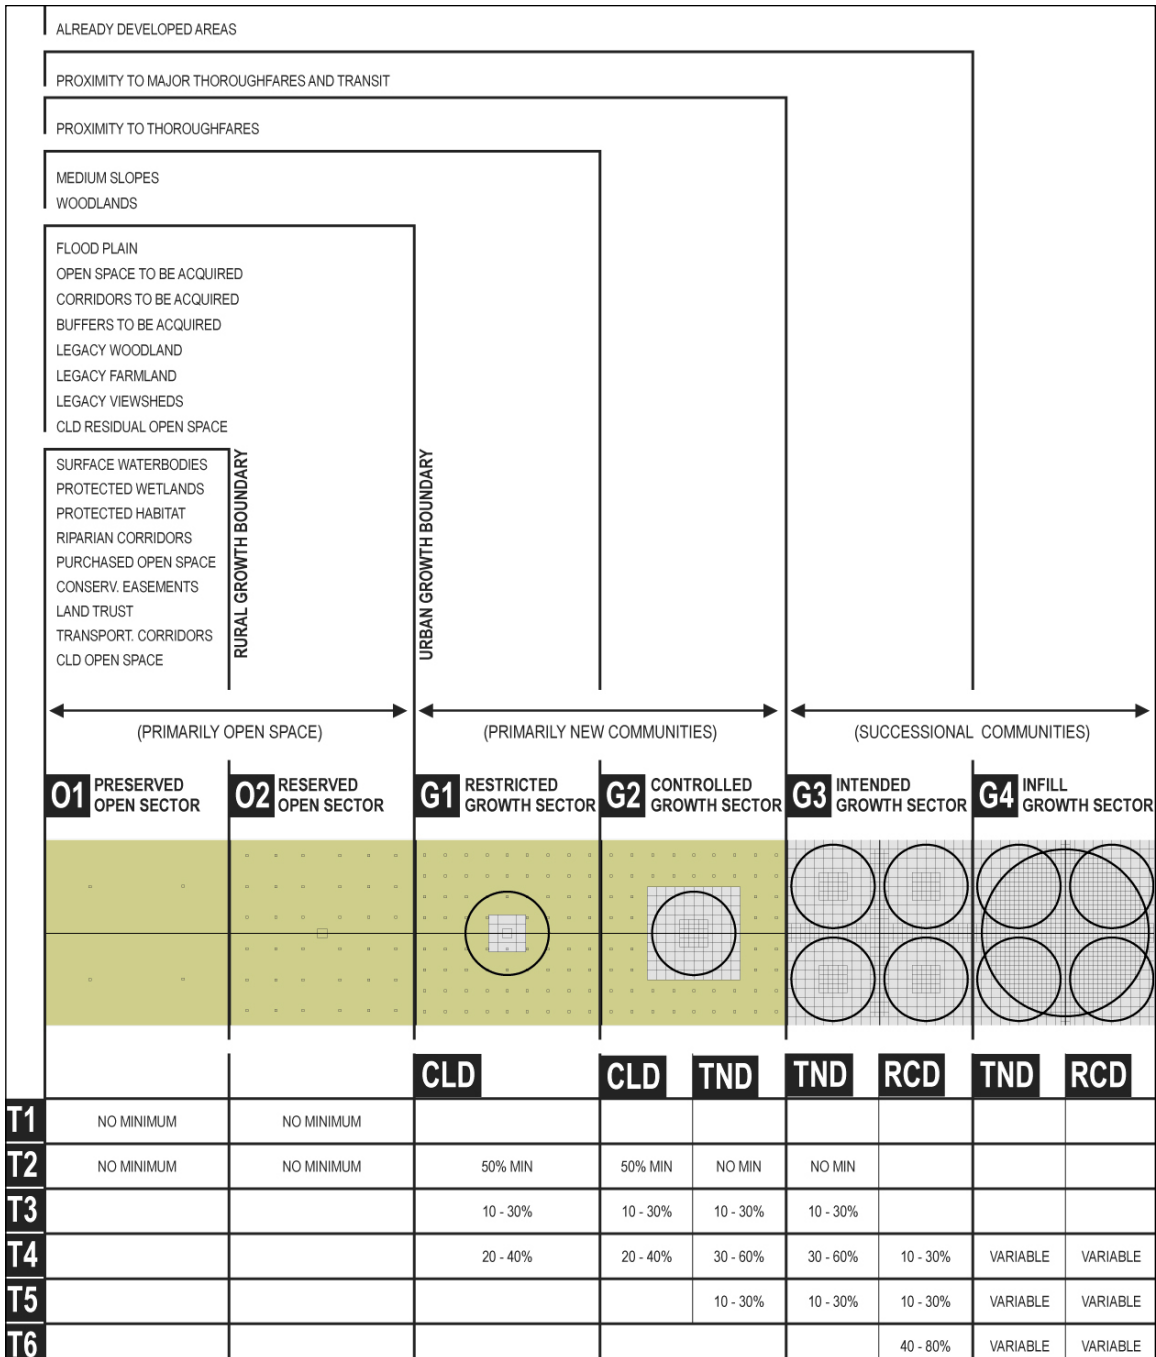 ALREADY DEVELOPED AREAS
PROXIMITY TO MAJOR THOROUGHFARES AND TRANSIT
PROXIMITY TO THOROUGHFARES
MEDIUM SLOPES
WOODLANDS
FLOOD PLAIN
OPEN SPACE TO BE ACQUIRED
CORRIDORS TO BE ACQUIRED
BUFFERS TO BE ACQUIRED
LEGACY WOODLAND
LEGACY FARMLAND
LEGACY VIEWSHEDS
CLD RESIDUAL OPEN SPACE
SURFACE WATERBODIES
PROTECTED WETLANDS
PROTECTED HABITAT
RIPARIAN CORRIDORS
PURCHASED OPEN SPACE
CONSERV. EASEMENTS
LAND TRUST
TRANSPORT. CORRIDORS
CLD OPEN SPACE
RURAL GROWTH BOUNDARY
URBAN GROWTH BOUNDARY
(PRIMARILY OPEN SPACE)
(PRIMARILY NEW COMMUNITIES)
(SUCCESSIONAL COMMUNITIES)
O1 PRESERVED
OPEN SECTOR
O2 RESERVED
OPEN SECTOR
G1 RESTRICTED
GROWTH SECTOR
G2 CONTROLLED
GROWTH SECTOR
G3 INTENDED
GROWTH SECTOR
G4 INFILL
GROWTH SECTOR
CLD CLD TND TND RCD TND RCD
T1 NO MINIMUM NO MINIMUM
T2 NO MINIMUM NO MINIMUM 50% MIN 50% MIN NO MIN NO MIN
T3 10 - 30% 10 - 30% 10 - 30% 10 - 30%
T4 20 - 40% 20 - 40% 30 - 60% 30 - 60% 10 - 30% VARIABLE VARIABLE
T5 10 - 30% 10 - 30% 10 - 30% VARIABLE VARIABLE
T6 40 - 80% VARIABLE VARIABLE